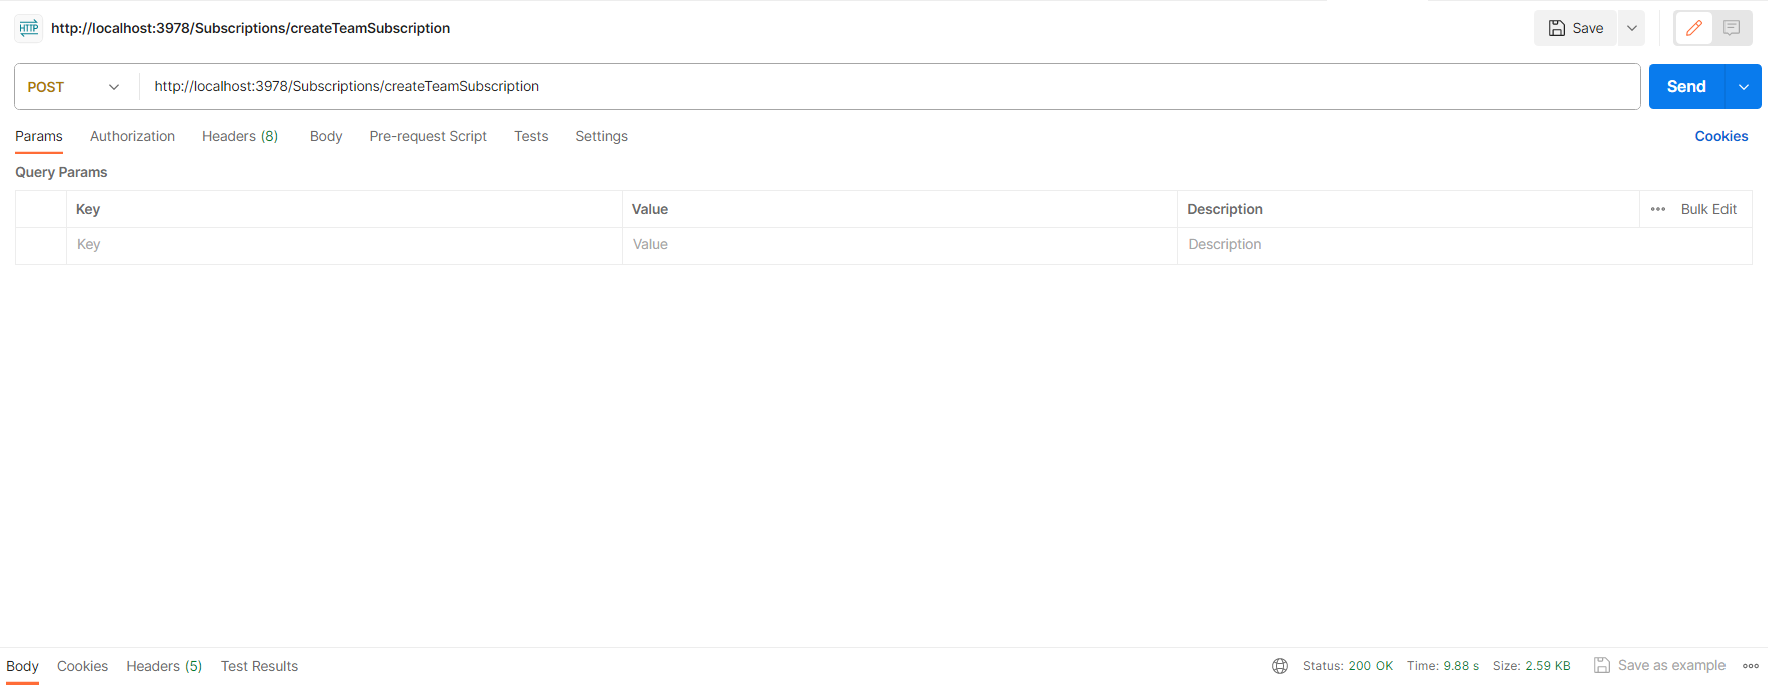 HTTP http://localhost:3978/Subscriptions/createTeamSubscription Save
POST http://localhost:3978/Subscriptions/createTeamSubscription Send
Params Authorization Headers (8) Body Pre-request Script Tests Settings Cookies
Query Params
Key Value Description ••• Bulk Edit
Key Value Description
Body Cookies Headers (5) Test Results Status: 200 OK Time: 9.88 s Size: 2.59 KB Save as example